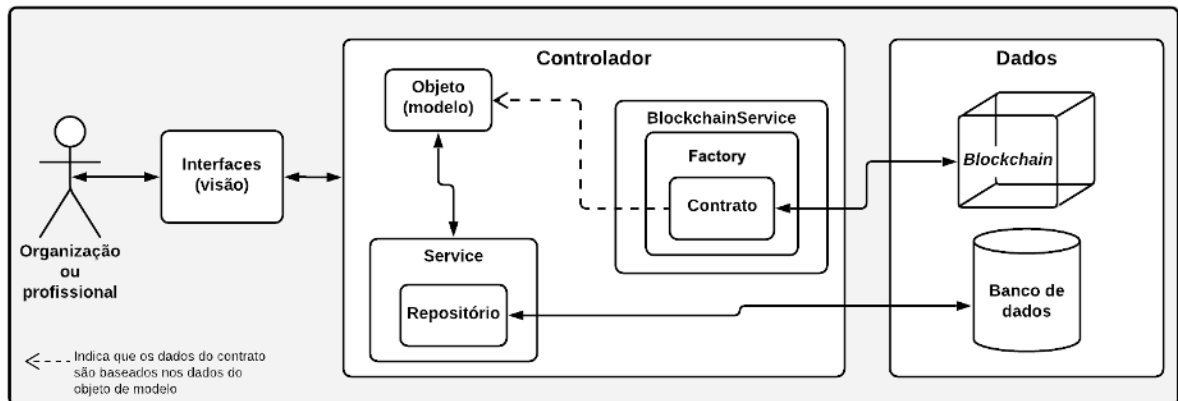 Controlador
Dados
Objeto
(modelo)
BlockchainService
Factory
Contrato
Blockchain
Interfaces
(visão)
Organização
ou
profissional
Service
Repositório
Banco de
dados
Indica que os dados do contrato
são baseados nos dados do
objeto de modelo